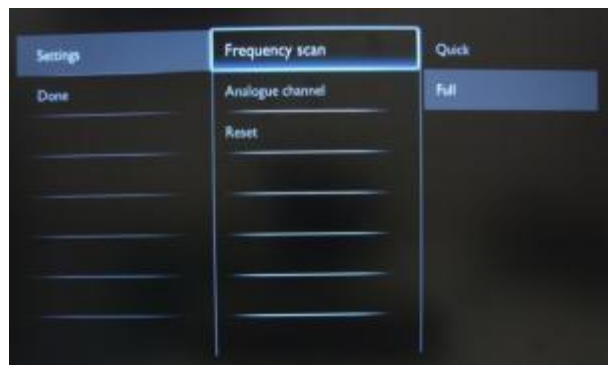 Settings
Done
Frequency scan
Analogue channel
Reset
Quick
Full